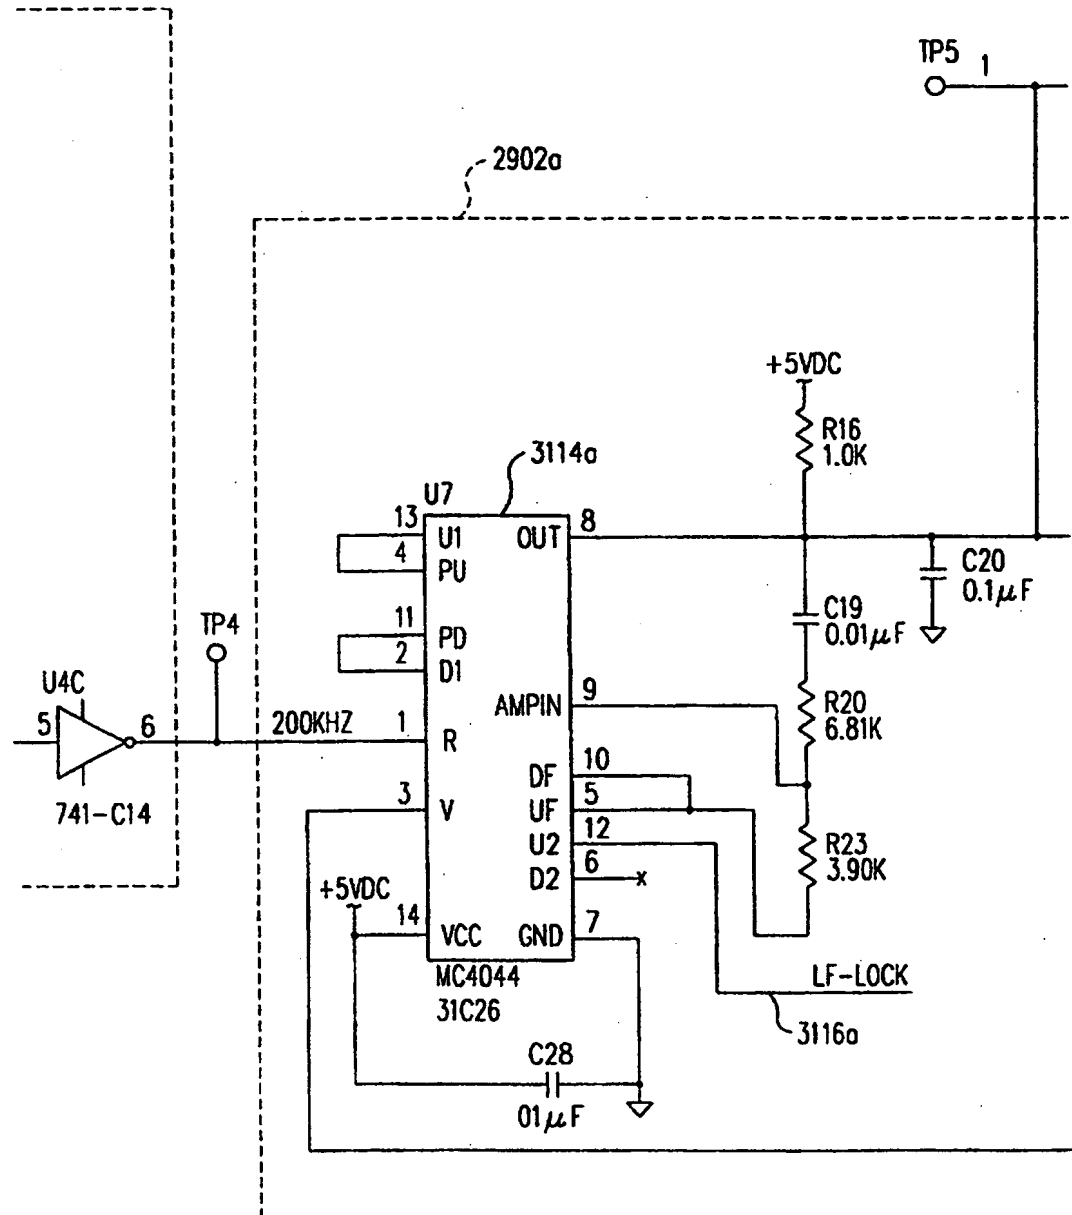 TP5 1
2902a
+5VDC
R16
1.0K
3114a
U7
13 U1 OUT 8
4 PU
C20
0.1μF
C19
0.01μF
TP4
11 PD
2 D1
U4C
AMPIN 9
R20
6.81K
5 6
200KHZ 1 R
DF 10
741-C14
3 V
UF 5
U2 12
R23
3.90K
D2 6
x
+5VDC
14 VCC GND 7
MC4044
31C26
LF-LOCK
3116a
C28
01μF